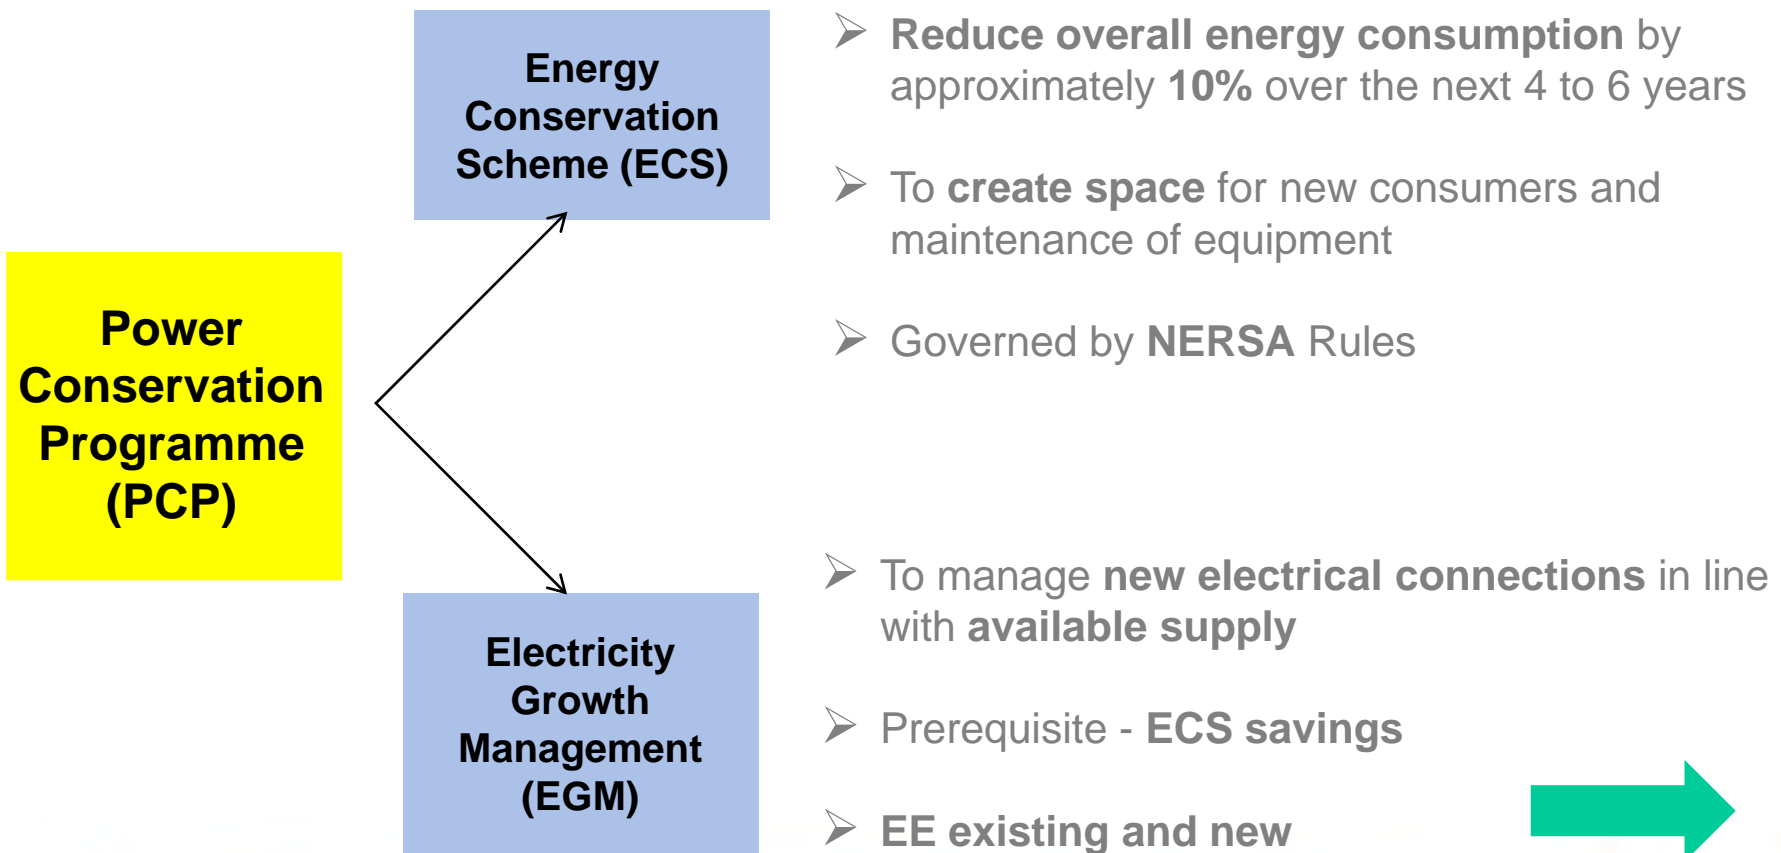 Power
Conservation
Programme
(PCP)
Energy
Conservation
Scheme (ECS)
Reduce overall energy consumption by
approximately 10% over the next 4 to 6 years
To create space for new consumers and
maintenance of equipment
Governed by NERSA Rules
Electricity
Growth
Management
(EGM)
To manage new electrical connections in line
with available supply
Prerequisite - ECS savings
EE existing and new